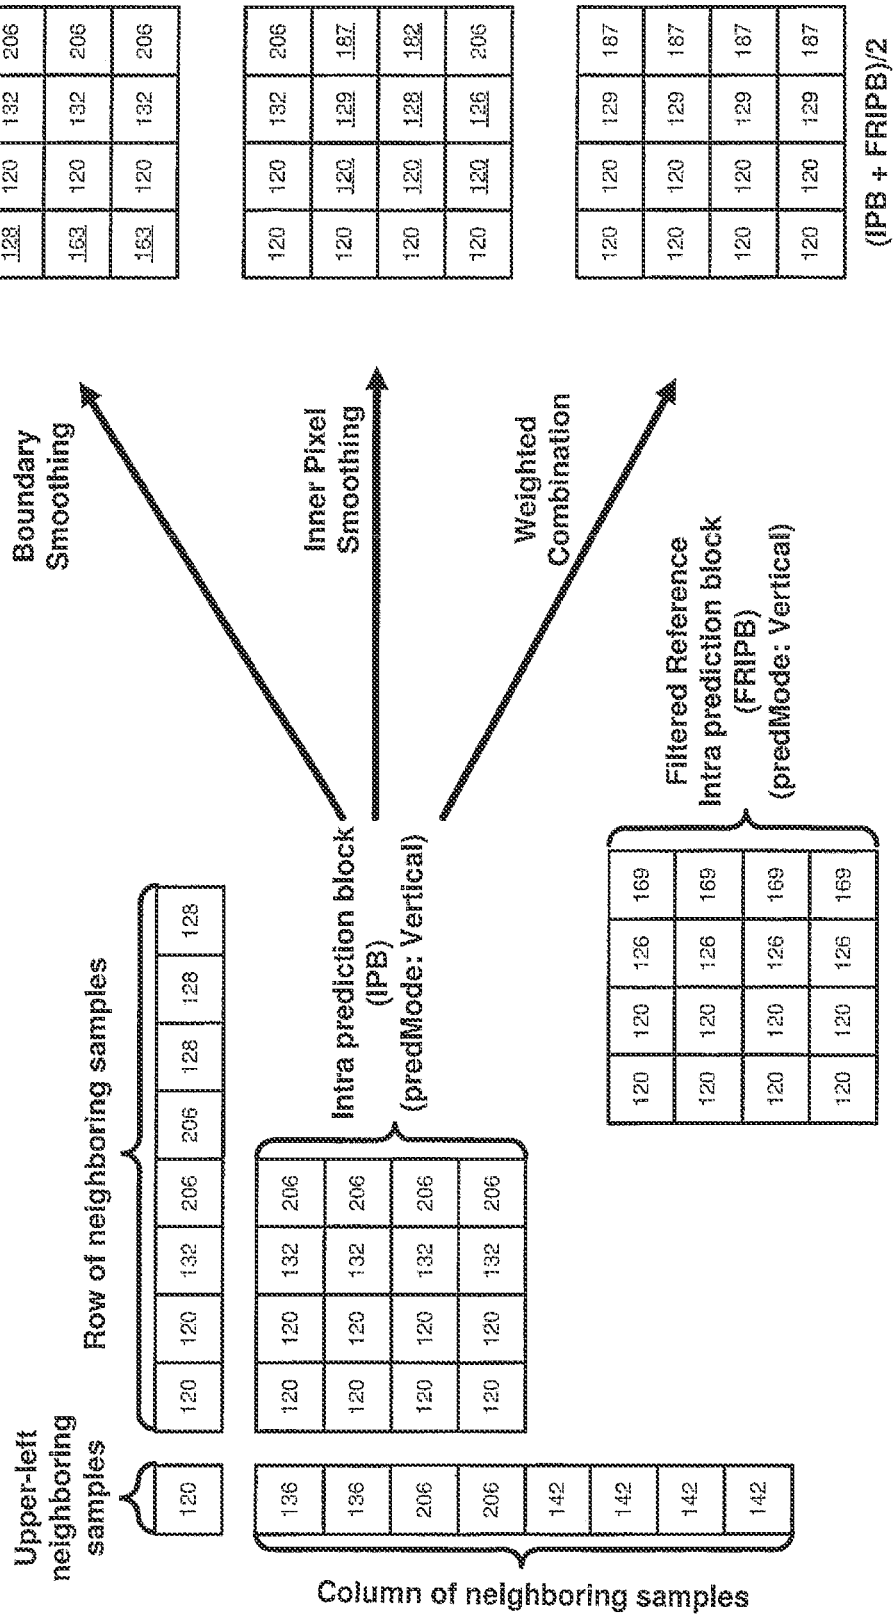 Upper-left
neighboring
samples
120
Row of neighboring samples
120 120 132 206 206 128 128 128
136
136
206
206
142
142
142
142
Column of neighboring samples
120 120 132 206
120 120 132 206
120 120 132 206
120 120 132 206
Intra prediction block
(IPB)
(predMode: Vertical)
120 120 126 169
120 120 126 169
120 120 126 169
120 120 126 169
Filtered Reference
Intra prediction block
(FRIPB)
(predMode: Vertical)
Boundary
Smoothing
128 120 132 206
163 120 132 206
163 120 132 206
Inner Pixel
Smoothing
120 120 132 206
120 120 129 187
120 120 128 182
120 120 126 206
Weighted
Combination
120 120 129 187
120 120 129 187
120 120 129 187
120 120 129 187
(IPB + FRIPB)/2